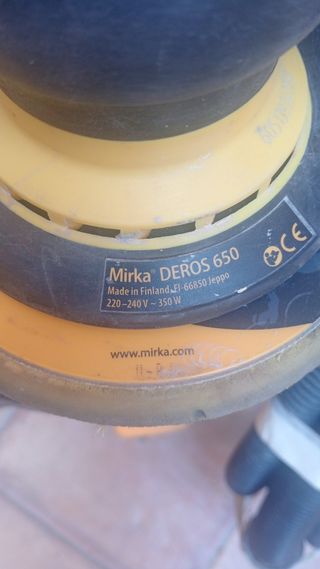 Mirka® DEROS 650
Made in Finland, FI-66850 Jeppo
220–240 V ~ 350 W
CE
www.mirka.com